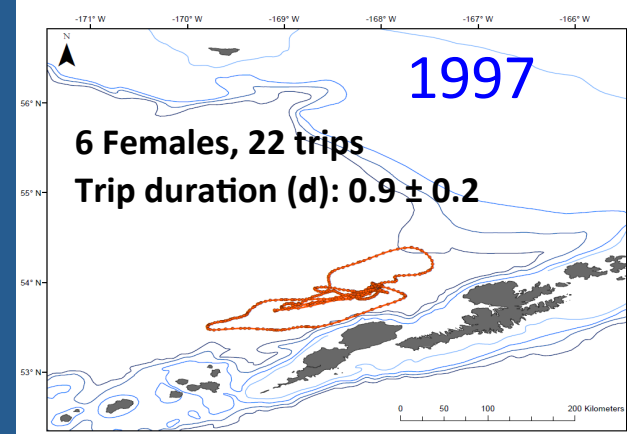 -171° W -170° W -169° W -168° W -167° W -166° W
N
1997
56° N
6 Females, 22 trips
Trip duration (d): 0.9 ± 0.2
55° N
54° N
53° N
0 50 100 200 Kilometers